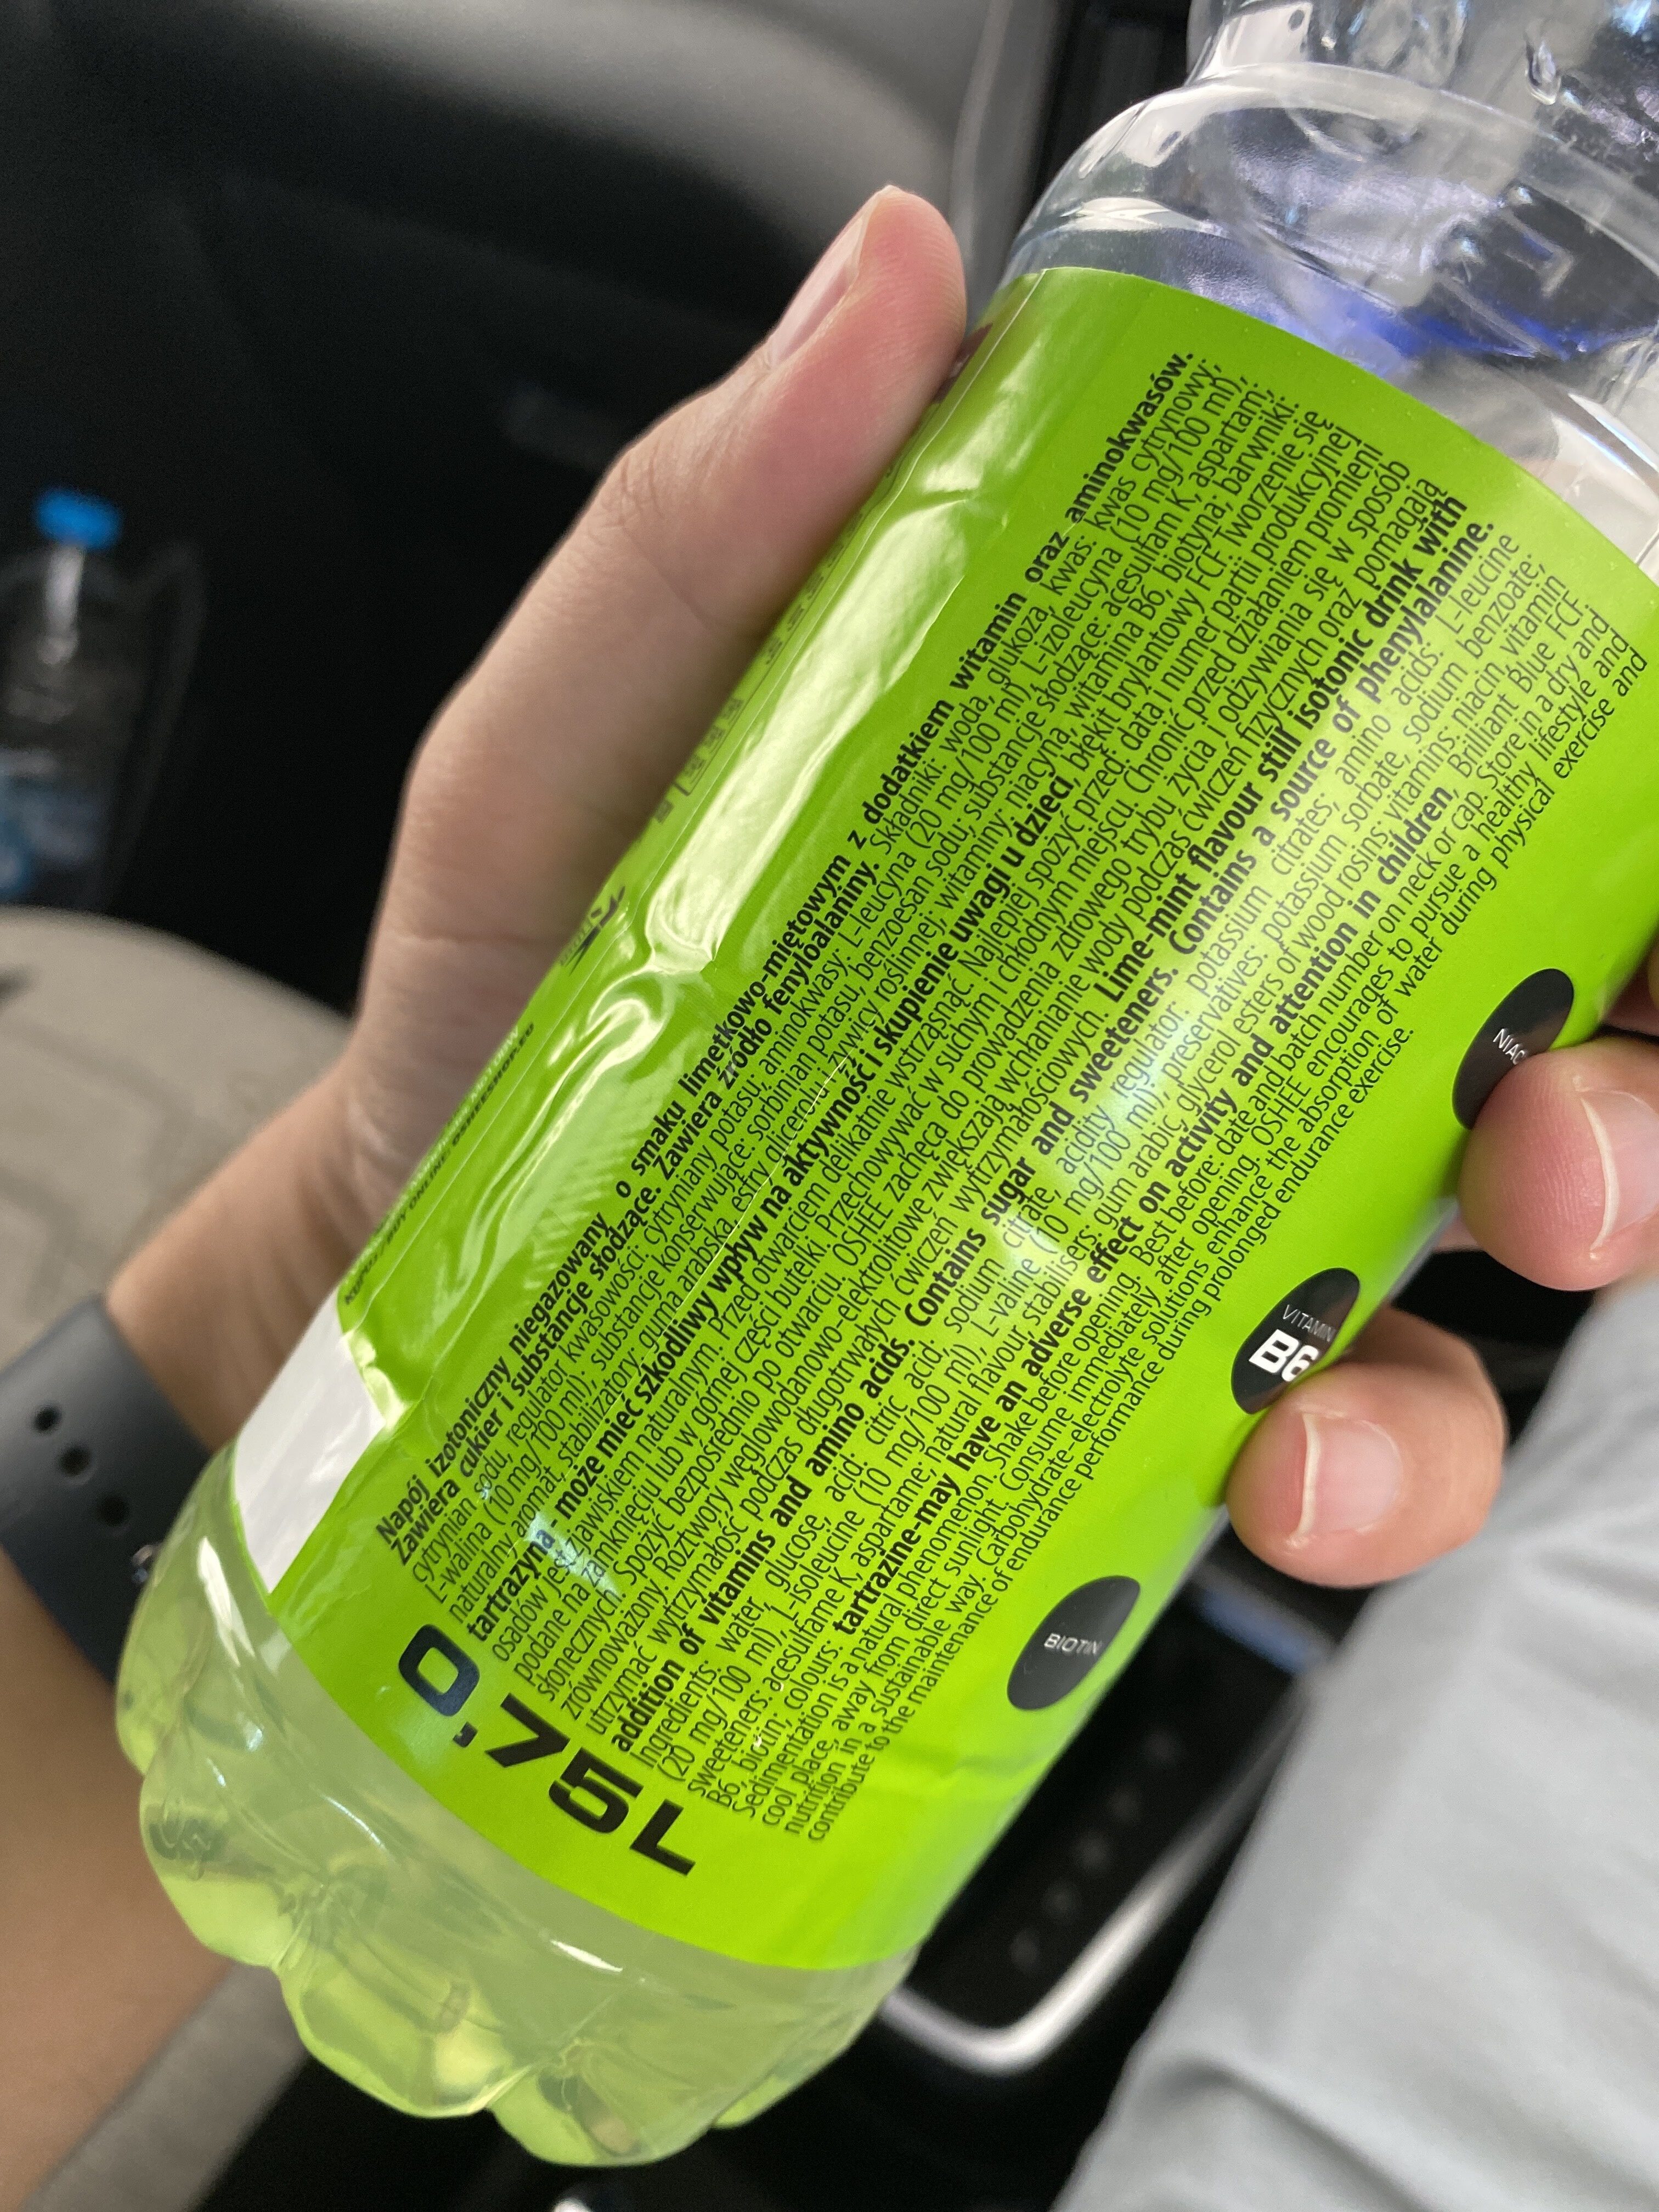 Napój izotoniczny niegazowany o smaku limetkowo-miętowym z dodatkiem witamin oraz aminokwasów.
Zawiera cukier i substancje słodzące. Zawiera źródło fenyloalaniny. Składniki: woda, glukoza, kwas: kwas cytrynowy;
cytrynian sodu, regulator kwasowości: cytryniany potasu; aminokwasy: L-leucyna (20 mg/100 ml), L-izoleucyna (10 mg/100 ml),
L-walina (10 mg/100 ml); substancje konserwujące: sorbinian potasu, benzoesan sodu; substancje słodzące: acesulfam K, aspartam;
naturalny aromat, stabilizatory: guma arabska, estry glicerolu i żywicy roślinnej; witaminy: niacyna, witamina B6, biotyna; barwniki:
tartrazyna - może mieć szkodliwy wpływ na aktywność i skupienie uwagi u dzieci, błękit brylantowy FCF. Tworzenie się
osadów jest zjawiskiem naturalnym. Przed otwarciem delikatnie wstrząsnąć. Najlepiej spożyć przed: data i numer partii produkcyjnej
podane na zamknięciu lub w górnej części butelki. Przechowywać w suchym i chłodnym miejscu. Chronić przed działaniem promieni
słonecznych. Spożyć bezpośrednio po otwarciu. OSHEE zachęca do prowadzenia zdrowego trybu życia i odżywiania się w sposób
zrównoważony. Roztwory węglowodanowo-elektrolitowe zwiększają wchłanianie wody podczas ćwiczeń fizycznych oraz pomagają
utrzymać wytrzymałość podczas długotrwałych ćwiczeń wytrzymałościowych. Lime-mint flavour still isotonic drink with
addition of vitamins and amino acids. Contains sugar and sweeteners. Contains a source of phenylalanine.
Ingredients: water, glucose, acid: citric acid; sodium citrate, acidity regulator: potassium citrates; amino acids: L-leucine
(20 mg/100 ml), L-isoleucine (10 mg/100 ml), L-valine (10 mg/100 ml); preservatives: potassium sorbate, sodium benzoate;
sweeteners: acesulfame K, aspartame; natural flavour, stabilisers: gum arabic, glycerol esters of wood rosins; vitamins: niacin, vitamin
B6, biotin; colours: tartrazine-may have an adverse effect on activity and attention in children, Brilliant Blue FCF.
Sedimentation is a natural phenomenon. Shake before opening. Best before: date and batch number on neck or cap. Store in a dry and
cool place, away from direct sunlight. Consume immediately after opening. OSHEE encourages to pursue a healthy lifestyle and
nutrition in a sustainable way. Carbohydrate-electrolyte solutions enhance the absorption of water during physical exercise and
contribute to the maintenance of endurance performance during prolonged endurance exercise.
0,75L
BIOTIN
VITAMIN
B6